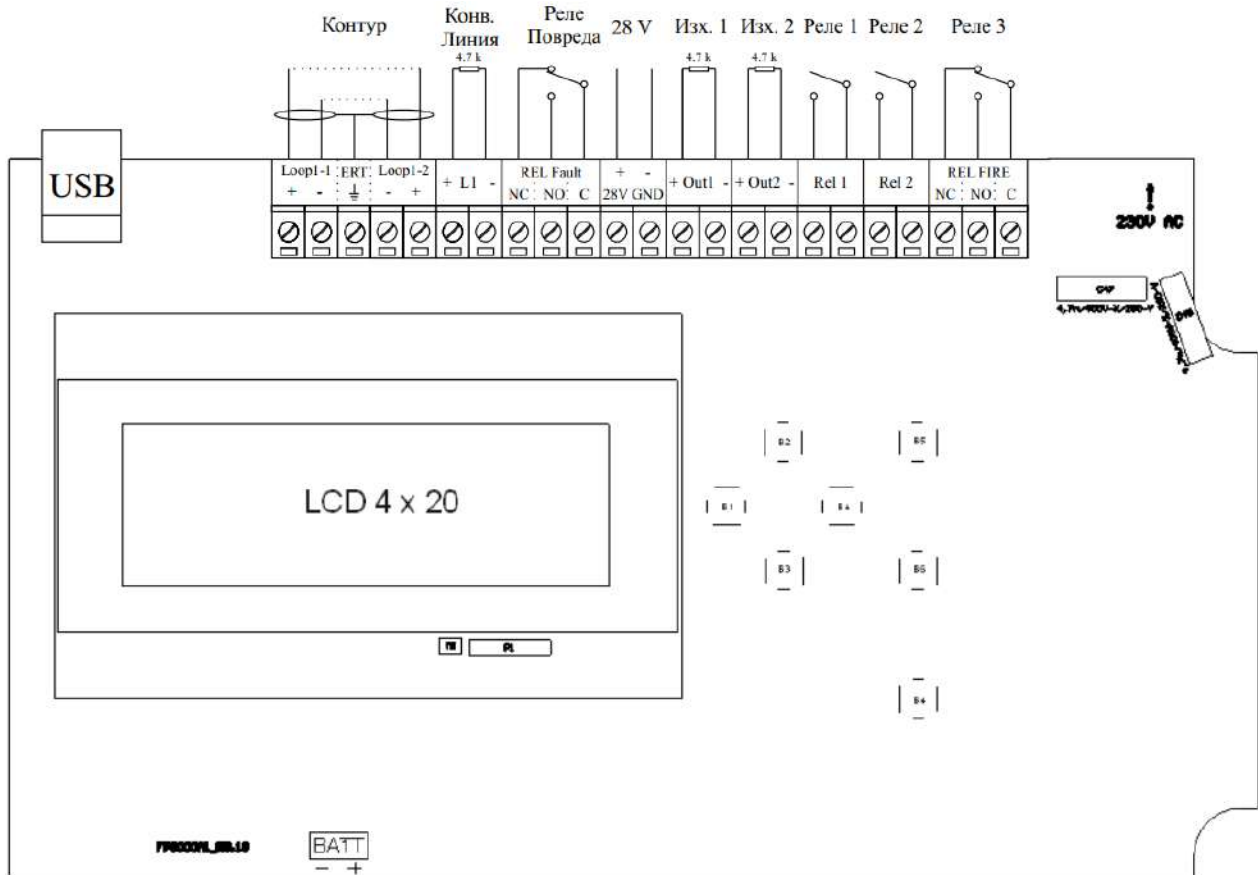 Контур
Конв.
Линия
Реле
Повреда
28 V
Изх. 1
Изх. 2
Реле 1
Реле 2
Реле 3
4.7 k
4.7 k
4.7 k
USB
Loop1-1 ERT Loop1-2
+ - - +
+ L1 -
REL Fault
NC NO C
+ -
28V GND
+ Out1 -
+ Out2 -
Rel 1
Rel 2
REL FIRE
NC NO C
230V AC
LCD 4 x 20
B2
B5
B1
B4
B3
B6
B4
P1
BATT
- +